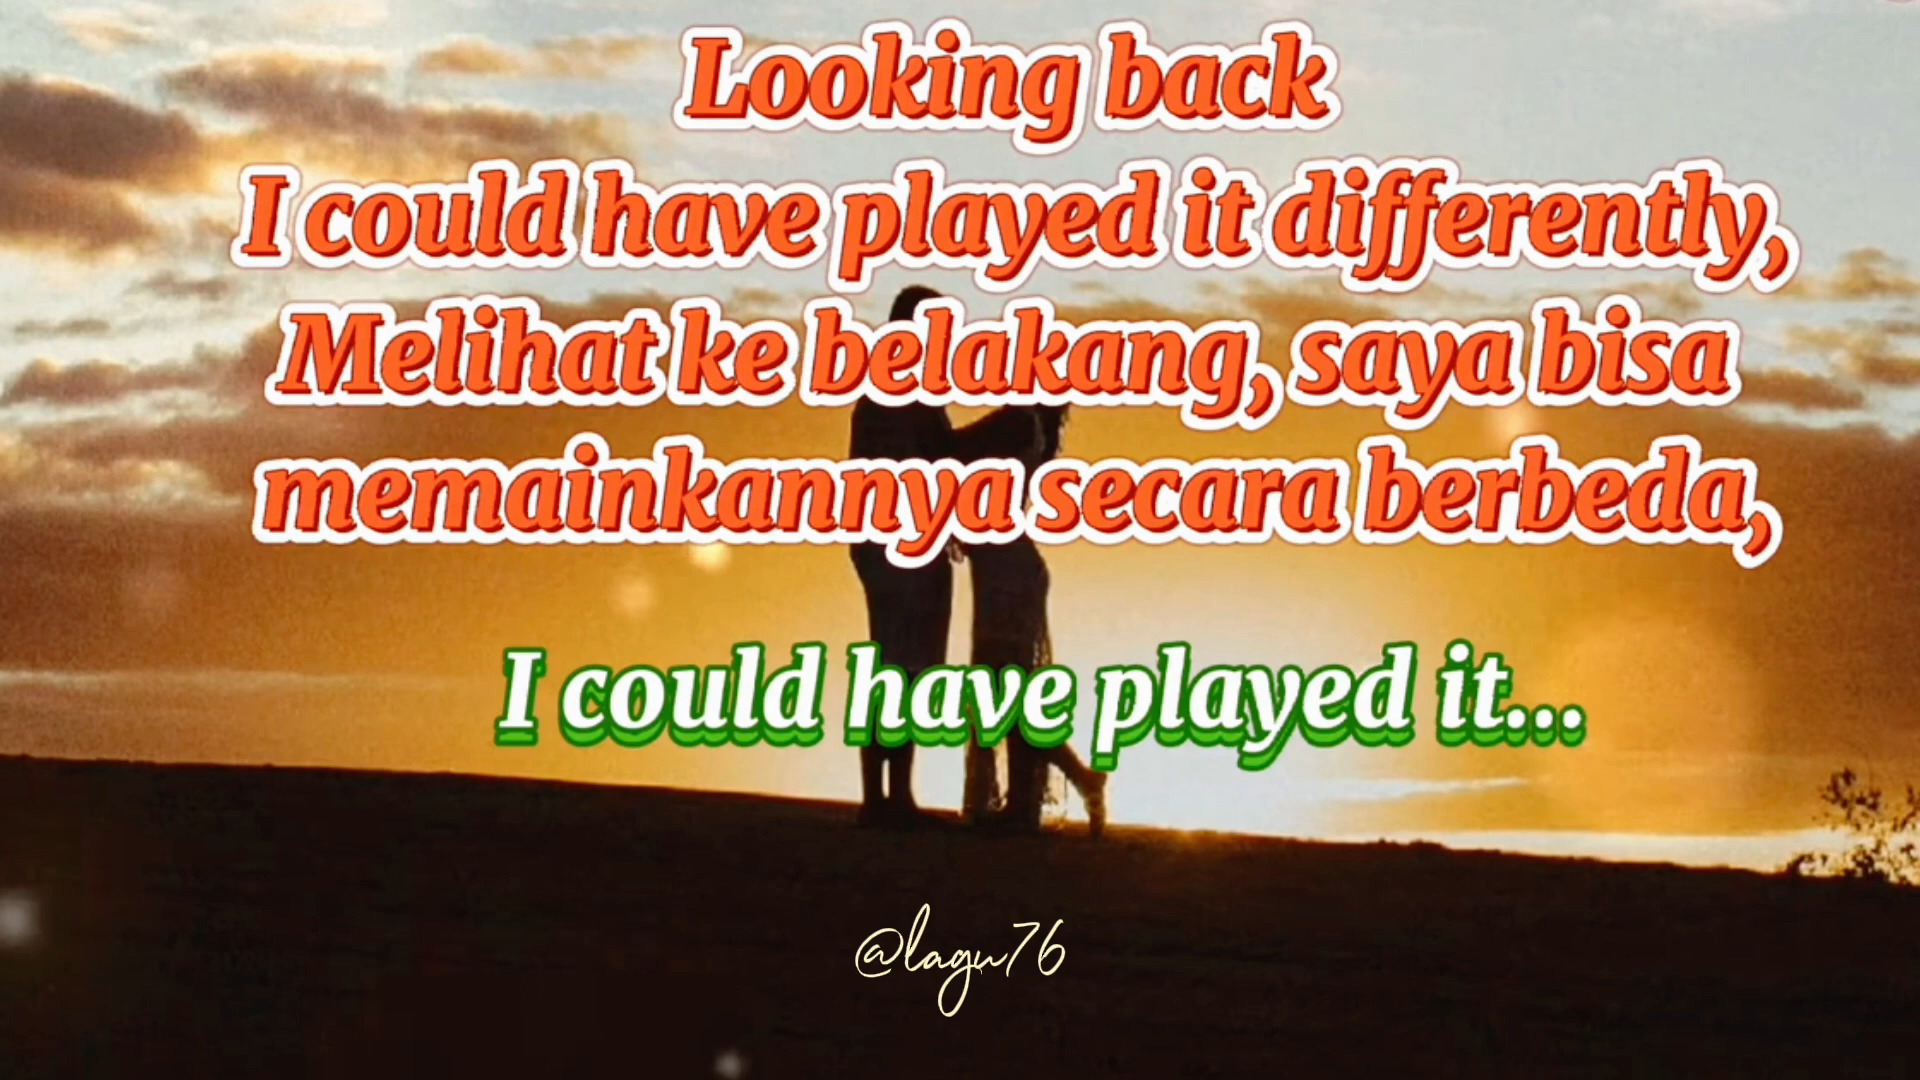 Looking back
I could have played it differently,
Melihat ke belakang, saya bisa
memainkannya secara berbeda,
I could have played it...
@lagu76